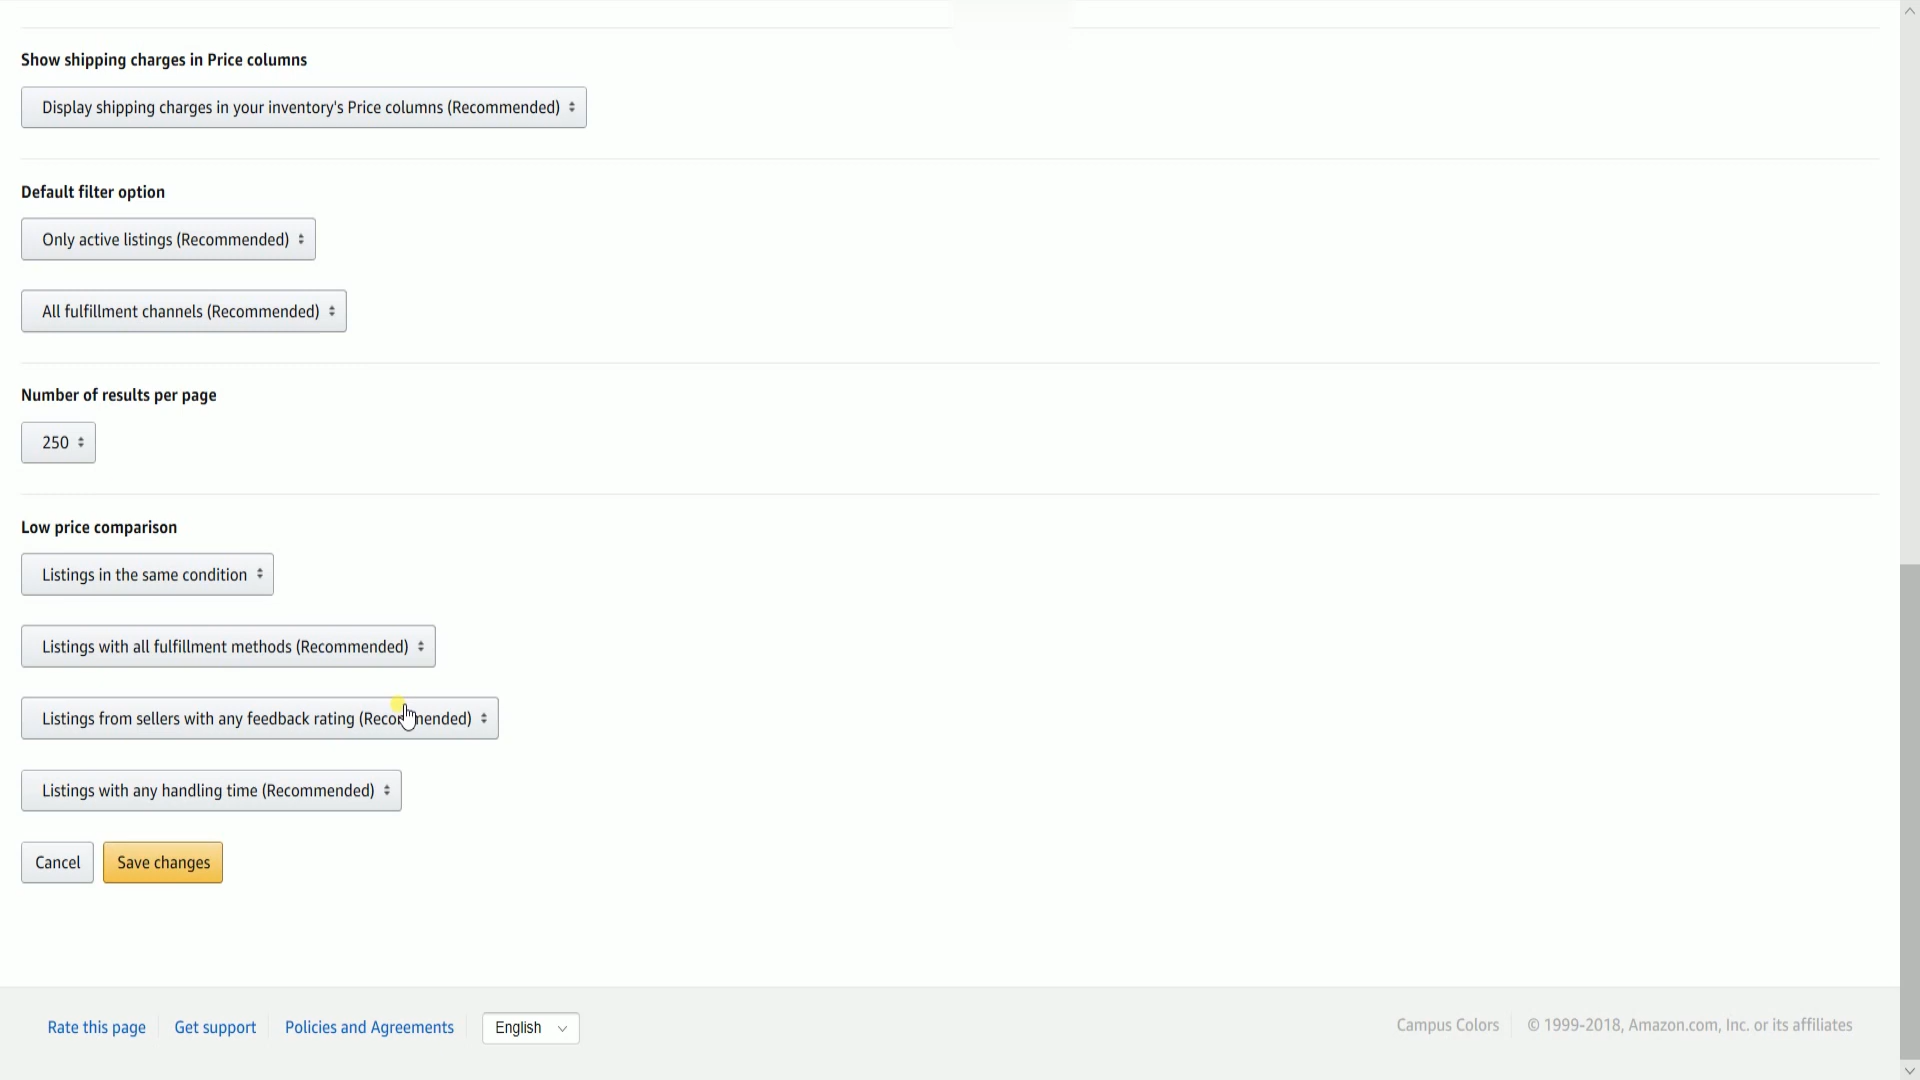 Show shipping charges in Price columns
Display shipping charges in your inventory's Price columns (Recommended)
Default filter option
Only active listings (Recommended)
All fulfillment channels (Recommended)
Number of results per page
250
Low price comparison
Listings in the same condition
Listings with all fulfillment methods (Recommended)
Listings from sellers with any feedback rating (Recommended)
Listings with any handling time (Recommended)
Cancel Save changes
Rate this page Get support Policies and Agreements English Campus Colors © 1999-2018, Amazon.com, Inc. or its affiliates